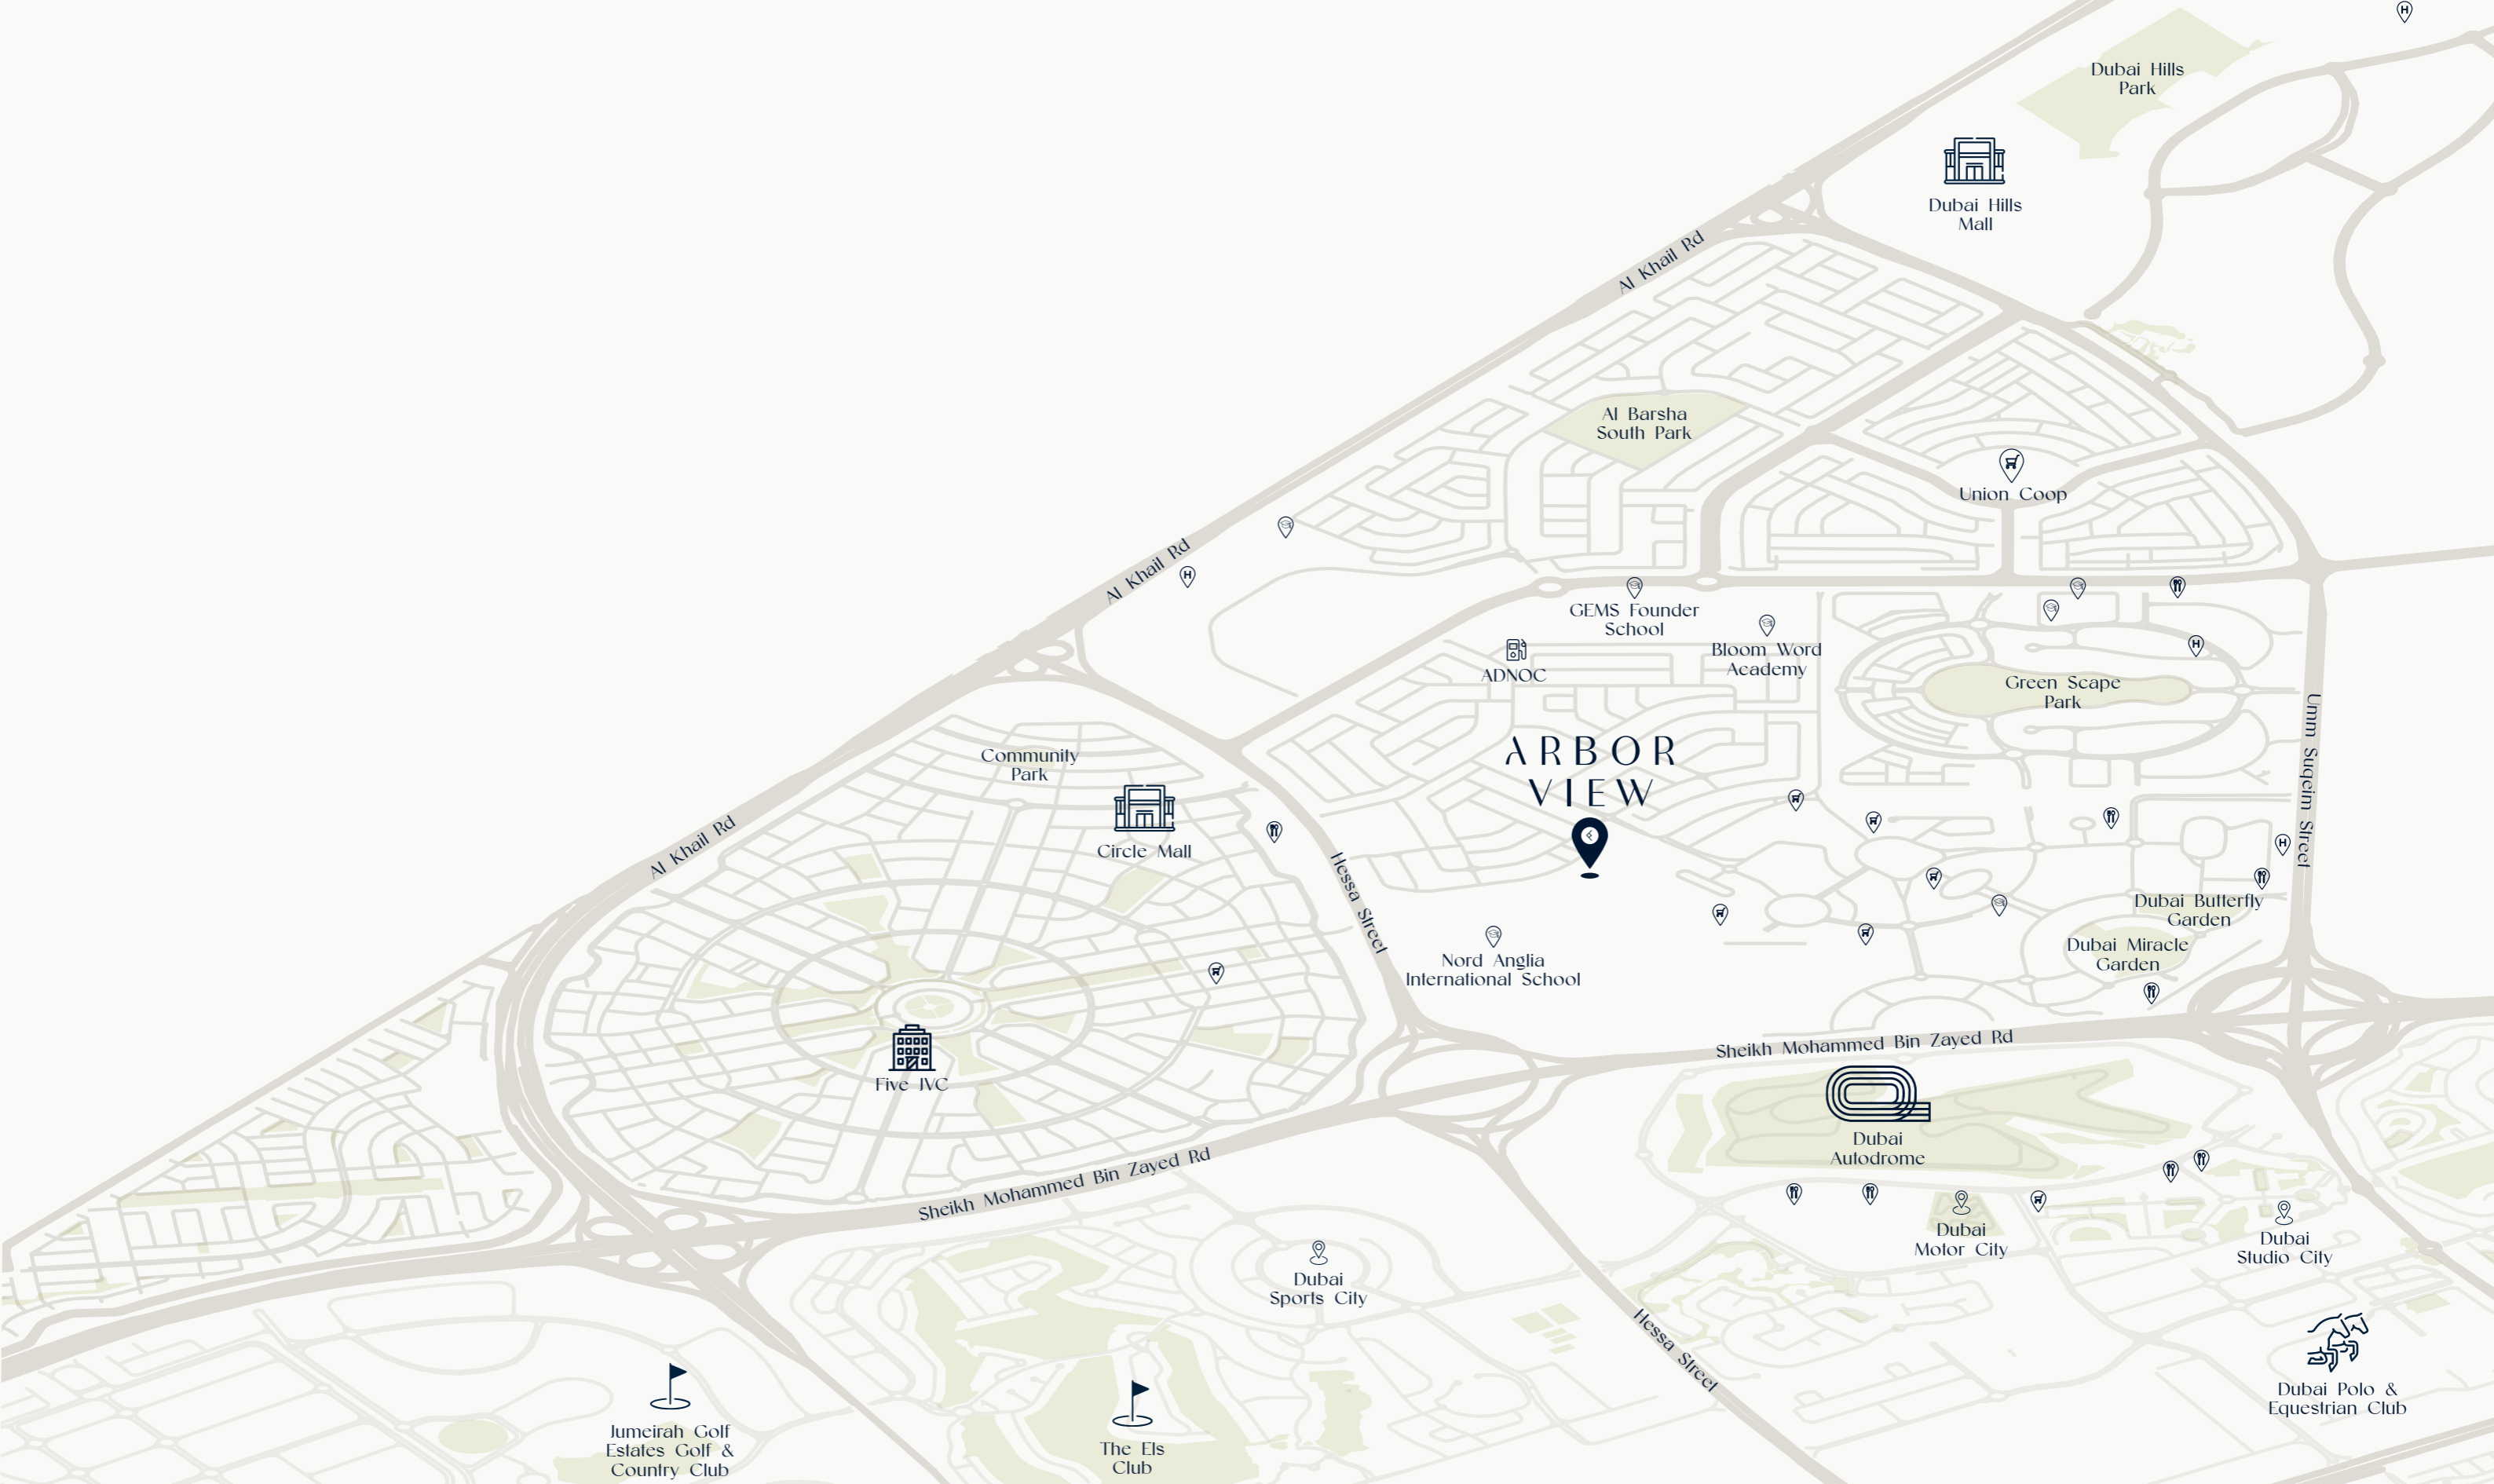 H
Dubai Hills
Park
Dubai Hills
Mall
Al Khail Rd
Al Barsha
South Park
Union Coop
Al Khail Rd
H
GEMS Founder
School
Bloom Word
Academy
ADNOC
H
Green Scape
Park
Umm Suqeim Street
ARBOR
VIEW
Community
Park
Circle Mall
Al Khail Rd
Hessa Street
H
Dubai Butterfly
Garden
Dubai Miracle
Garden
Nord Anglia
International School
Five JVC
Sheikh Mohammed Bin Zayed Rd
Dubai
Autodrome
Sheikh Mohammed Bin Zayed Rd
Dubai
Motor City
Dubai
Studio City
Dubai
Sports City
Hessa Street
Dubai Polo &
Equestrian Club
Jumeirah Golf
Estates Golf &
Country Club
The Els
Club